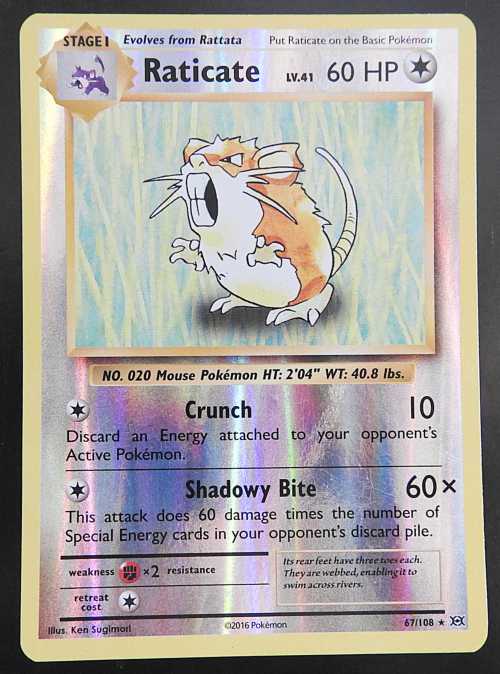 STAGE 1 Evolves from Rattata Put Raticate on the Basic Pokémon
Raticate LV.41 60 HP
NO. 020 Mouse Pokémon HT: 2'04" WT: 40.8 lbs.
Crunch 10
Discard an Energy attached to your opponent's
Active Pokémon.
Shadowy Bite 60×
This attack does 60 damage times the number of
Special Energy cards in your opponent's discard pile.
weakness ×2 resistance
retreat
cost
Its rear feet have three toes each.
They are webbed, enabling it to
swim across rivers.
Illus. Ken Sugimori ©2016 Pokémon 67/108 ★